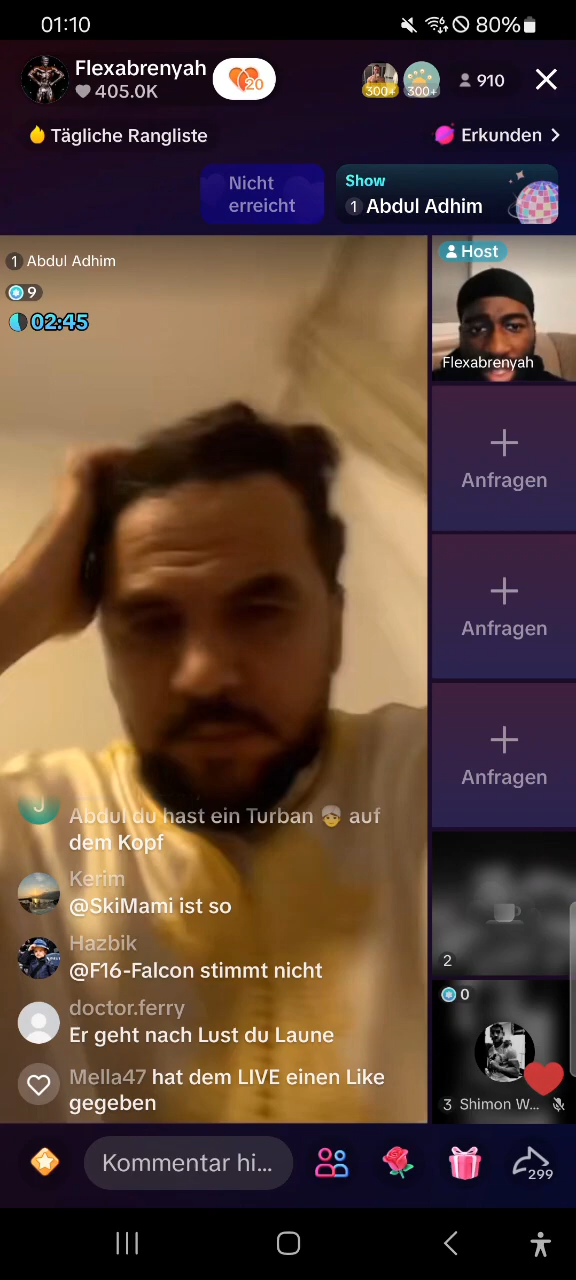 01:10
80%
Flexabrenyah
405.0K
20
300+
300+
910
Tägliche Rangliste
Erkunden
Nicht
erreicht
Show
1 Abdul Adhim
1 Abdul Adhim
9
02:45
Host
Flexabrenyah
Anfragen
Anfragen
Anfragen
2
0
3 Shimon W...
J
Abdul du hast ein Turban 👳 auf
dem Kopf
Kerim
@SkiMami ist so
Hazbik
@F16-Falcon stimmt nicht
doctor.ferry
Er geht nach Lust du Laune
Mella47 hat dem LIVE einen Like
gegeben
Kommentar hi...
299